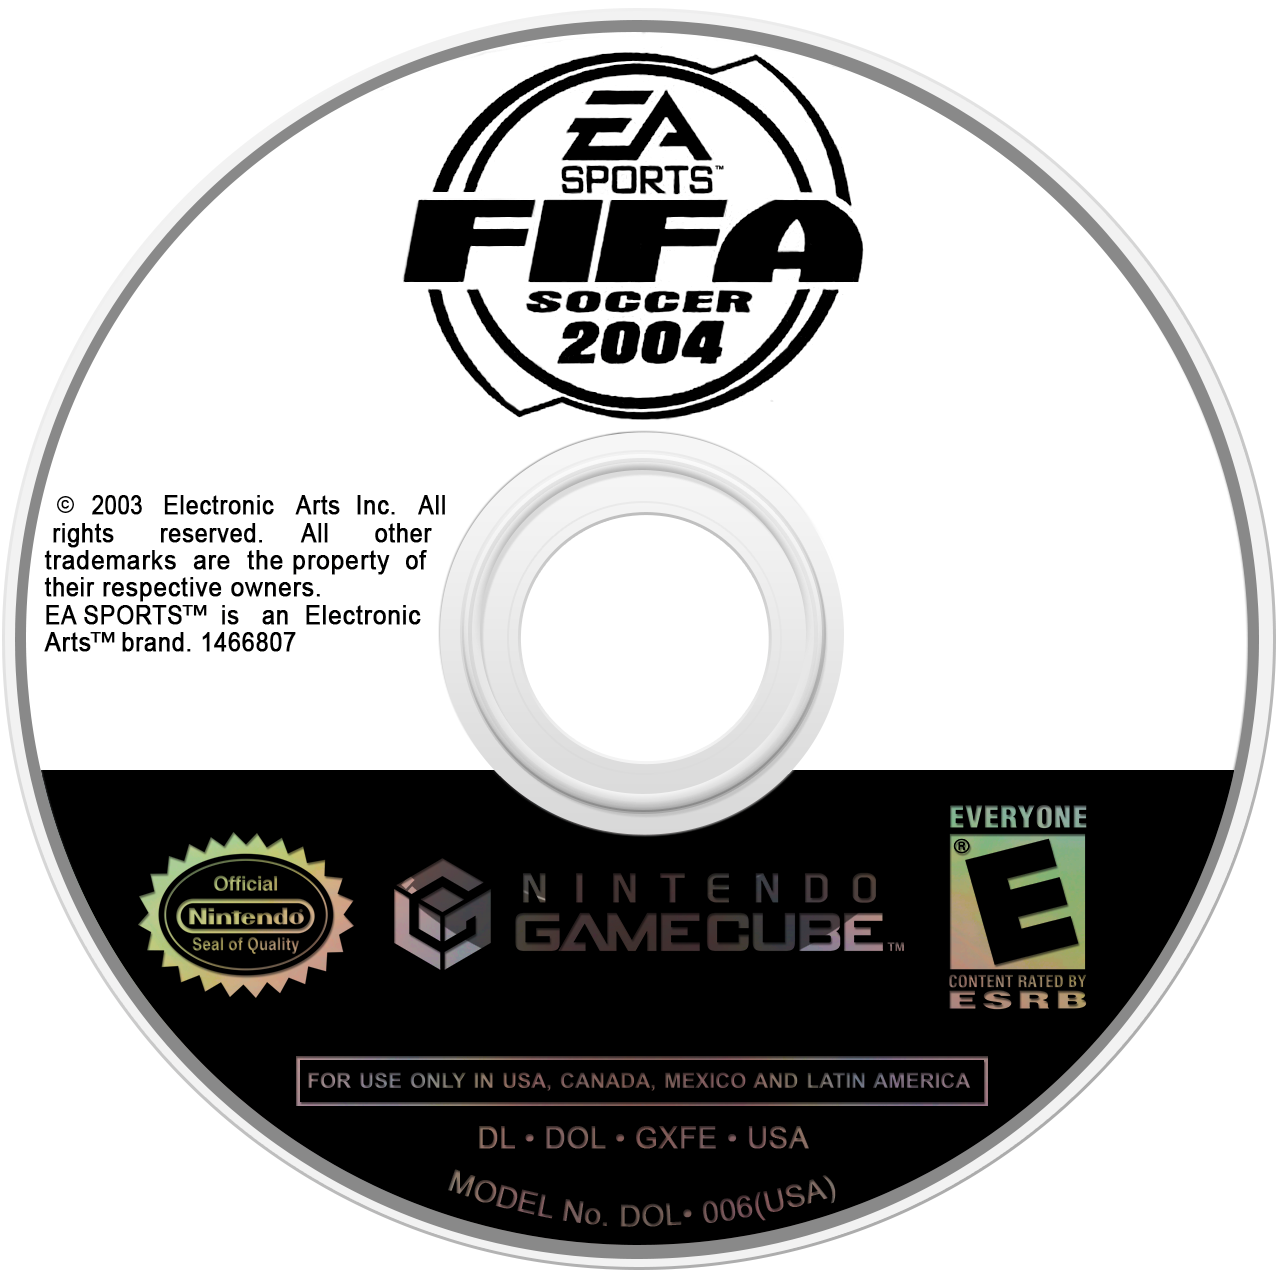 EA
SPORTS™
FIFA
SOCCER
2004
© 2003 Electronic Arts Inc. All
rights reserved. All other
trademarks are the property of
their respective owners.
EA SPORTS™ is an Electronic
Arts™ brand. 1466807
EVERYONE
®
E
CONTENT RATED BY
ESRB
Official
Nintendo®
Seal of Quality
NINTENDO
GAMECUBE™
FOR USE ONLY IN USA, CANADA, MEXICO AND LATIN AMERICA
DL • DOL • GXFE • USA
MODEL No. DOL• 006(USA)